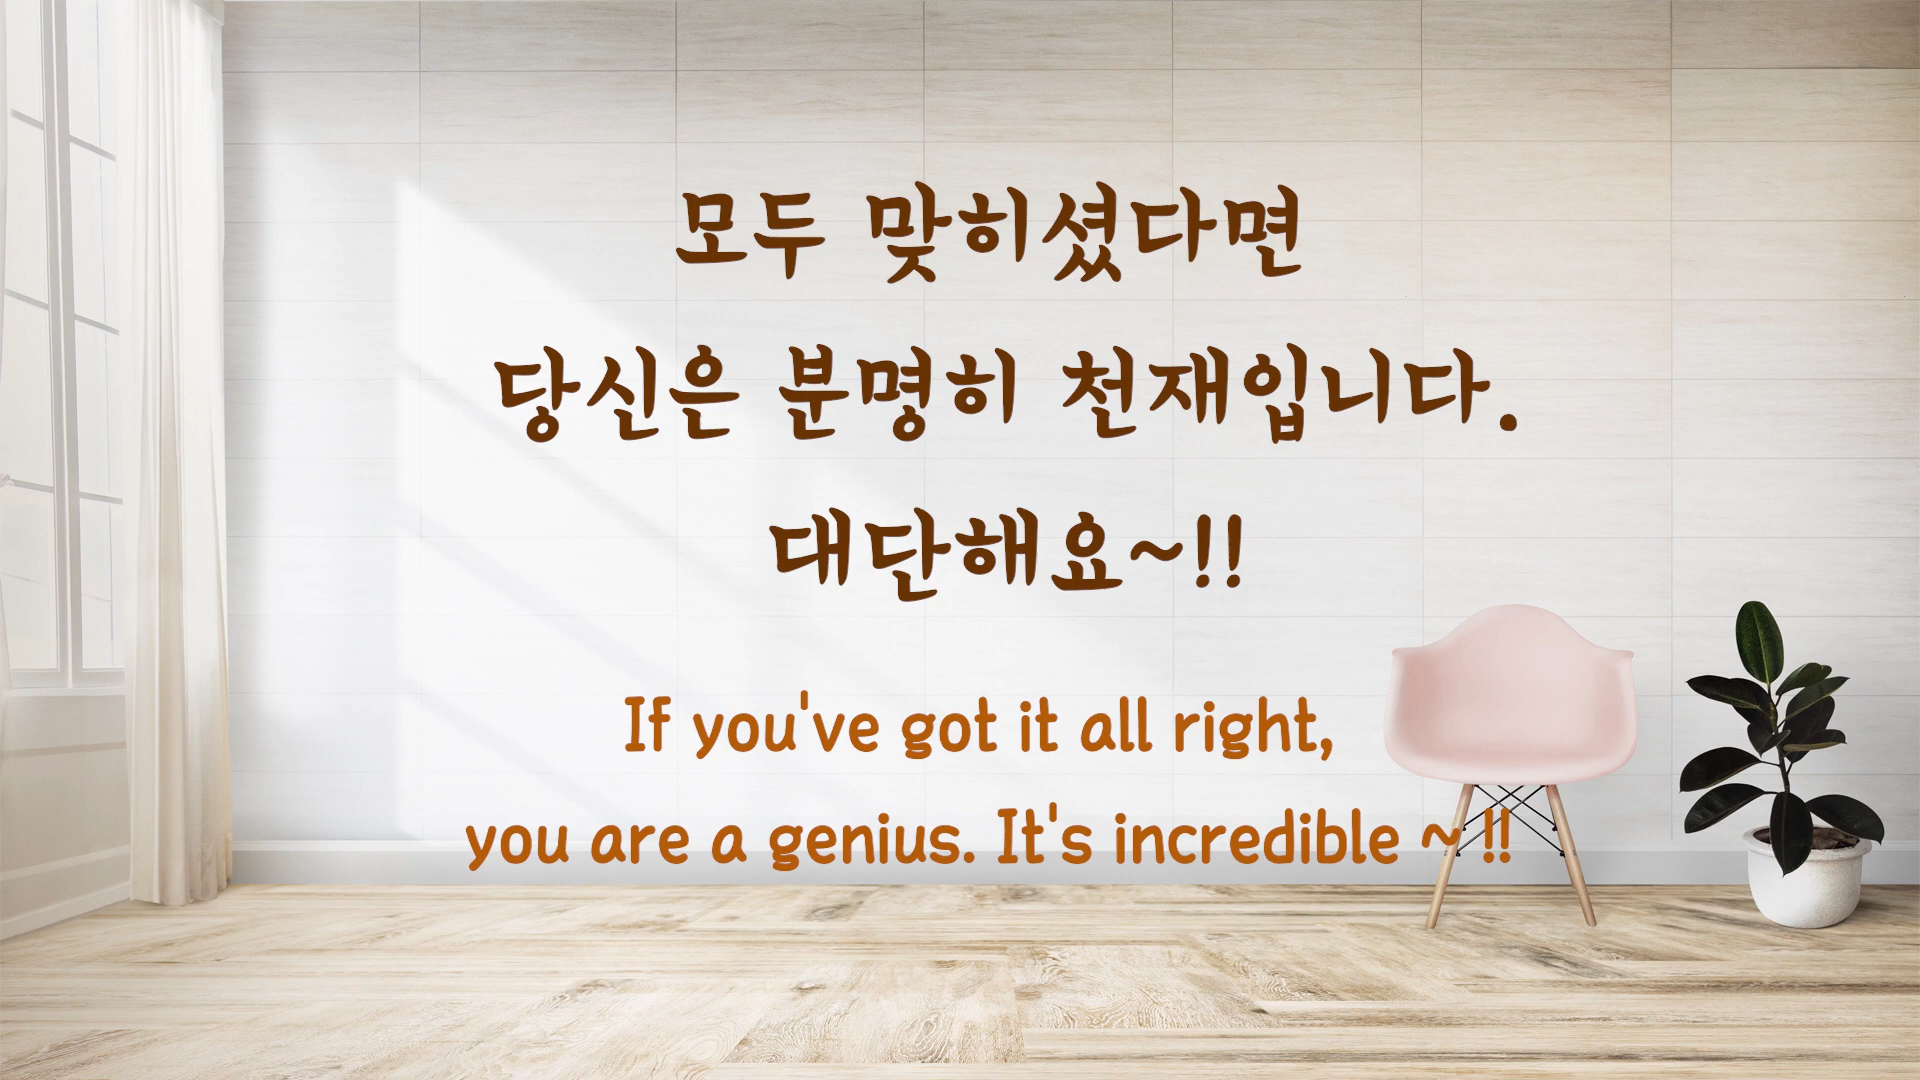 모두 맞히셨다면
당신은 분명히 천재입니다.
대단해요~!!
If you've got it all right,
you are a genius. It's incredible ~ !!